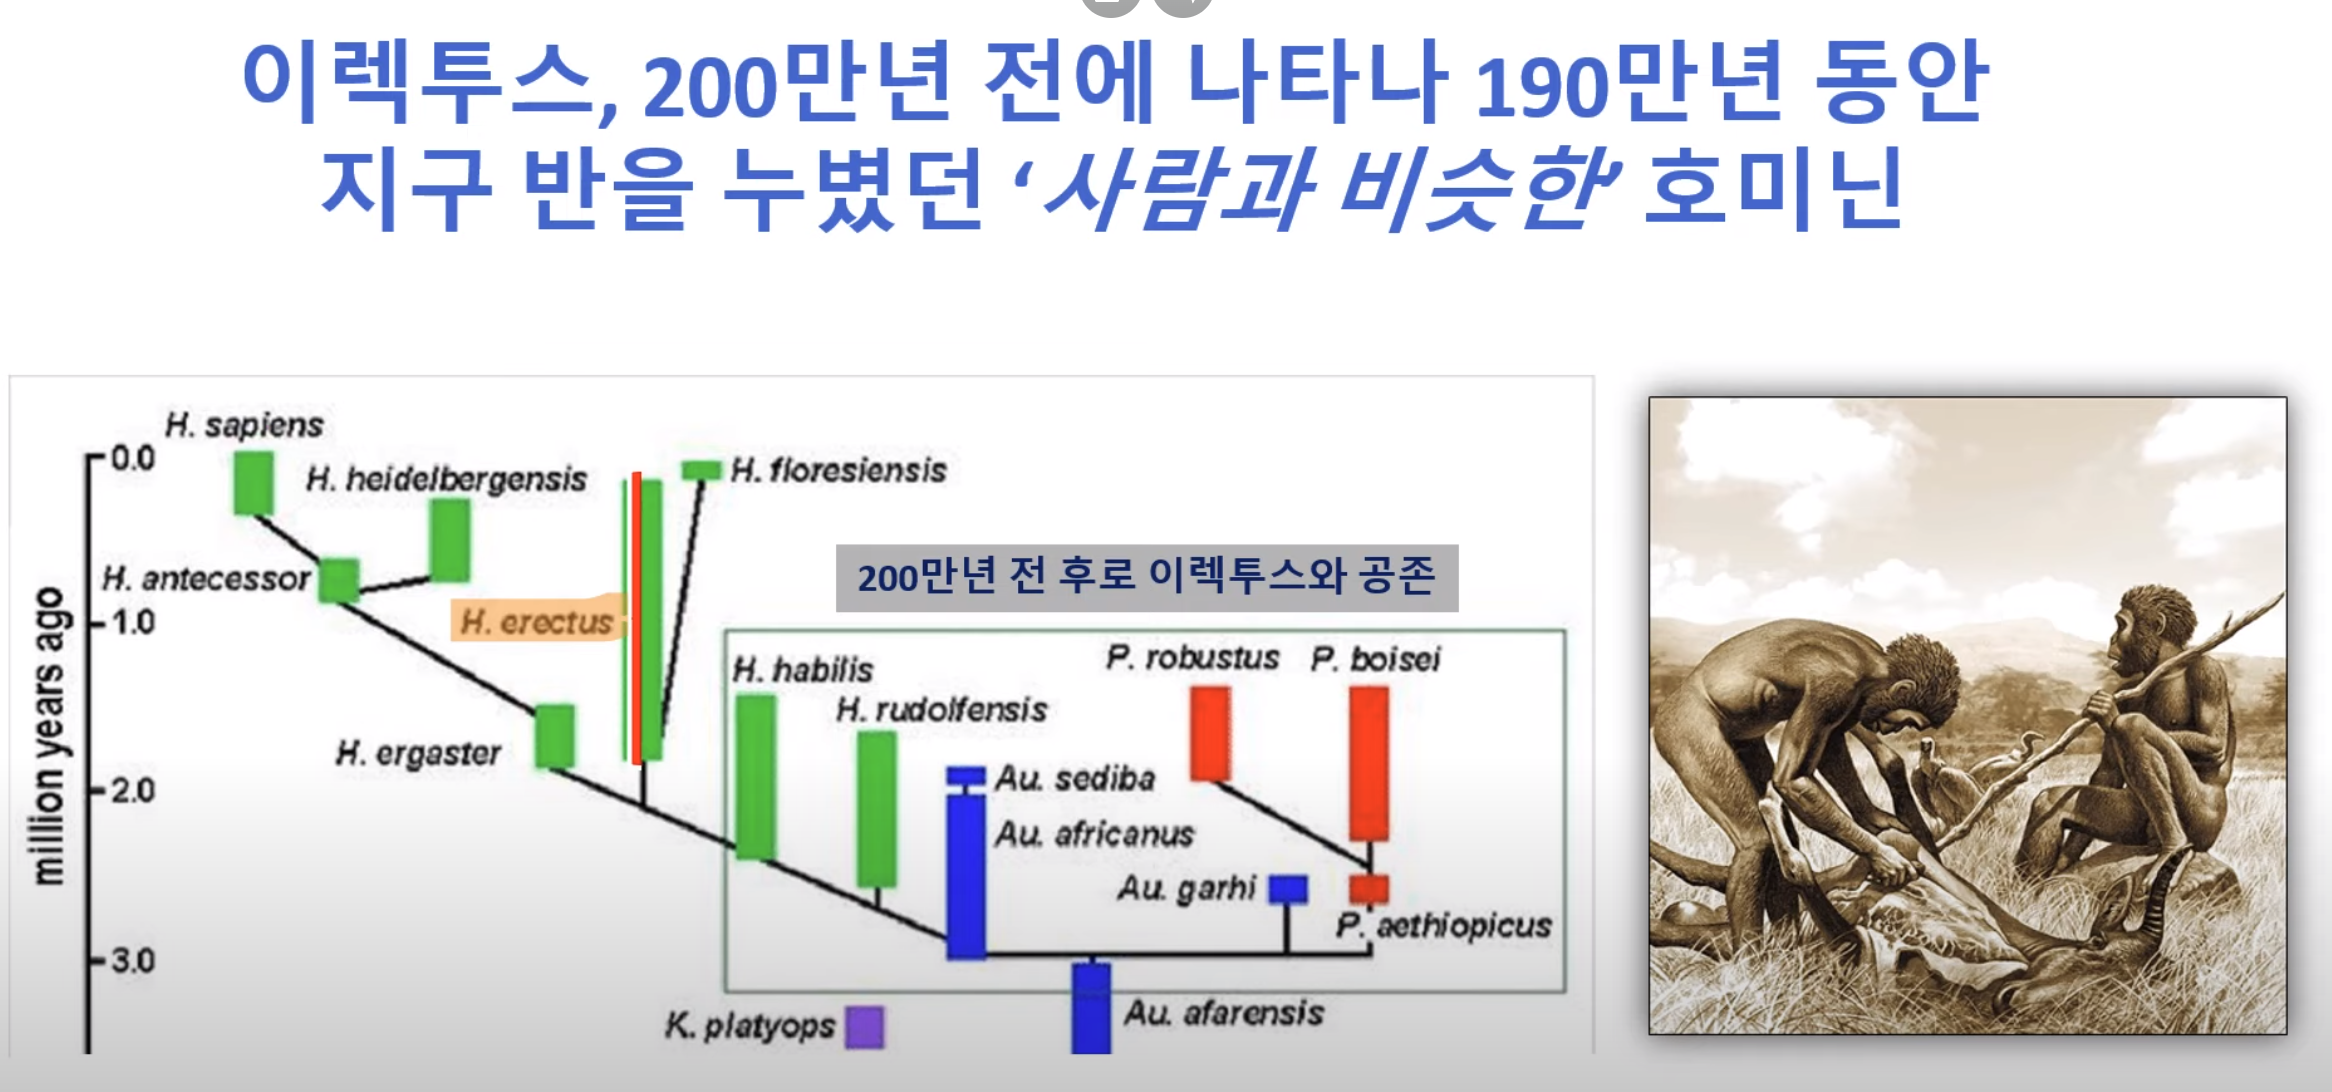 이렉투스, 200만년 전에 나타나 190만년 동안
지구 반을 누볐던 ‘사람과 비슷한’ 호미닌
H. sapiens
0.0
H. heidelbergensis
H. floresiensis
H. antecessor
200만년 전 후로 이렉투스와 공존
H. erectus
1.0
million years ago
H. habilis
P. robustus
P. boisei
H. rudolfensis
H. ergaster
2.0
Au. sediba
Au. africanus
Au. garhi
P. aethiopicus
3.0
K. platyops
Au. afarensis